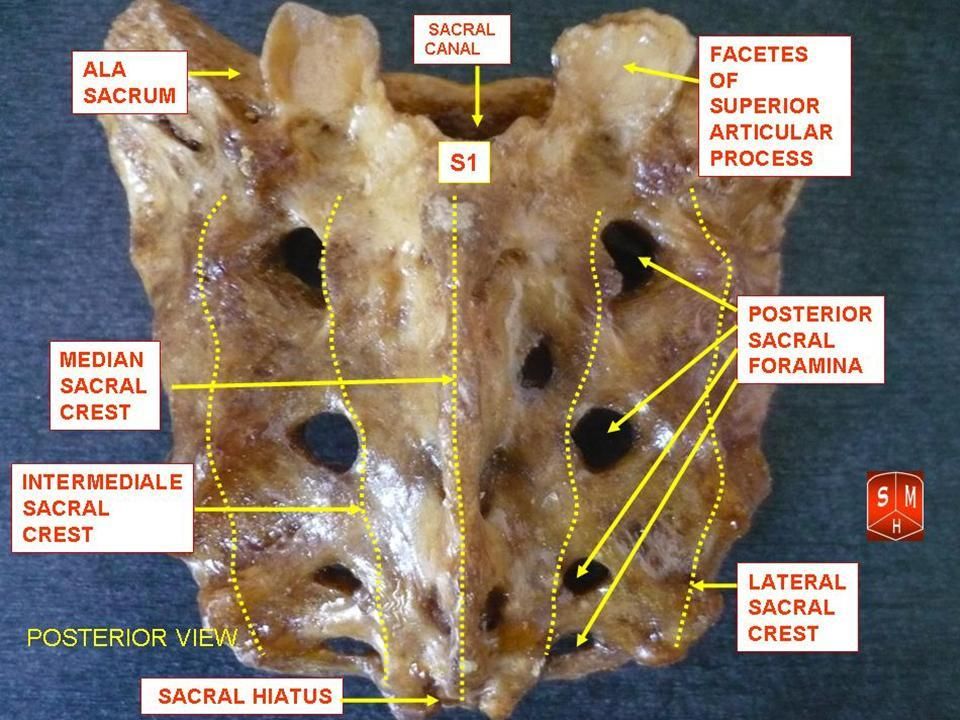 SACRAL
CANAL
ALA
SACRUM
FACETES
OF
SUPERIOR
ARTICULAR
PROCESS
S1
POSTERIOR
SACRAL
FORAMINA
MEDIAN
SACRAL
CREST
INTERMEDIALE
SACRAL
CREST
S M
H
LATERAL
SACRAL
CREST
POSTERIOR VIEW
SACRAL HIATUS